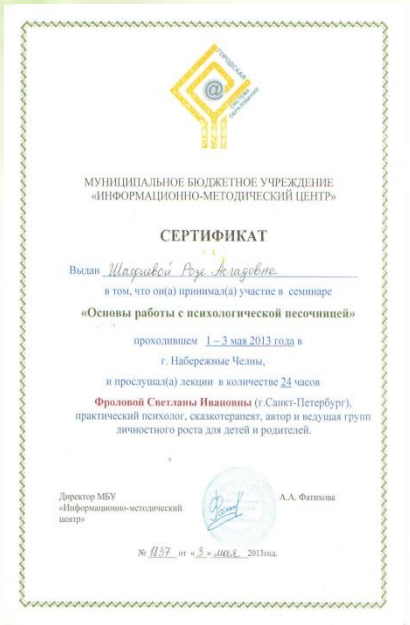 ГОРОДСКАЯ
СИСТЕМА
ОБРАЗОВАНИЯ
@
МУНИЦИПАЛЬНОЕ БЮДЖЕТНОЕ УЧРЕЖДЕНИЕ
«ИНФОРМАЦИОННО-МЕТОДИЧЕСКИЙ ЦЕНТР»
СЕРТИФИКАТ
Выдан Шафиевой Розе Асгадовне
в том, что он(а) принимал(а) участие в семинаре
«Основы работы с психологической песочницей»
проходившем 1 – 3 мая 2013 года в
г. Набережные Челны,
и прослушал(а) лекции в количестве 24 часов
Фроловой Светланы Ивановны (г.Санкт-Петербург),
практический психолог, сказкотерапевт, автор и ведущая групп
личностного роста для детей и родителей.
Директор МБУ
«Информационно-методический
центр»
А.А. Фатихова
№ 1837 от «3» мая 2013год.